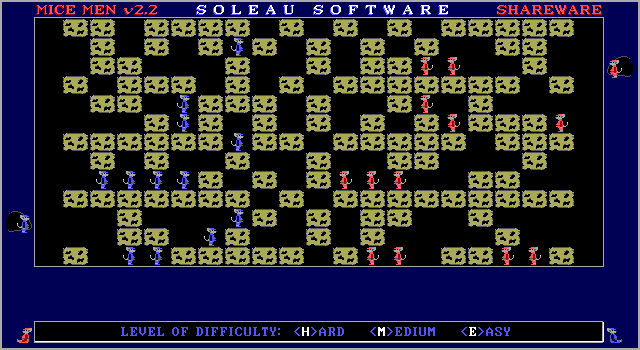 MICE MEN v2.2 SOLEAU SOFTWARE SHAREWARE
LEVEL OF DIFFICULTY: <H>ARD <M>EDIUM <E>ASY